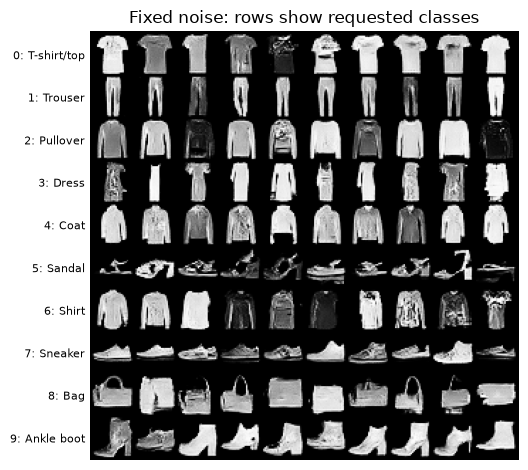 Fixed noise: rows show requested classes
0: T-shirt/top
1: Trouser
2: Pullover
3: Dress
4: Coat
5: Sandal
6: Shirt
7: Sneaker
8: Bag
9: Ankle boot